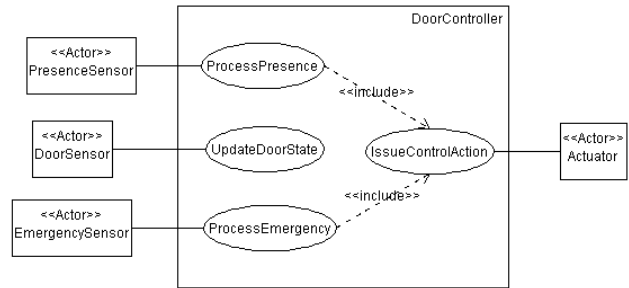 DoorController
<<Actor>>
PresenceSensor
ProcessPresence
<<include>>
<<Actor>>
DoorSensor
UpdateDoorState
IssueControlAction
<<Actor>>
Actuator
<<include>>
<<Actor>>
EmergencySensor
ProcessEmergency